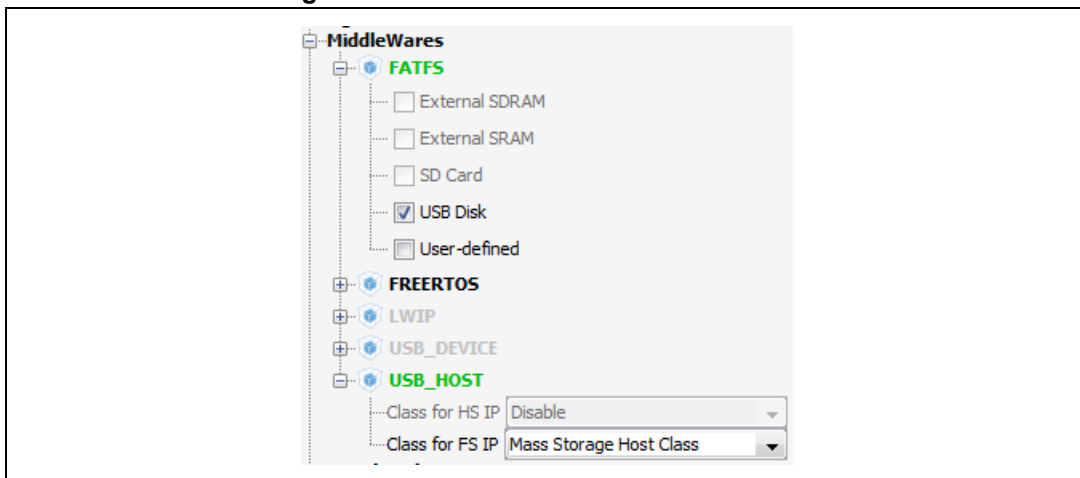 MiddleWares
FATFS
External SDRAM
External SRAM
SD Card
USB Disk
User-defined
FREERTOS
LWIP
USB_DEVICE
USB_HOST
Class for HS IP Disable
Class for FS IP Mass Storage Host Class